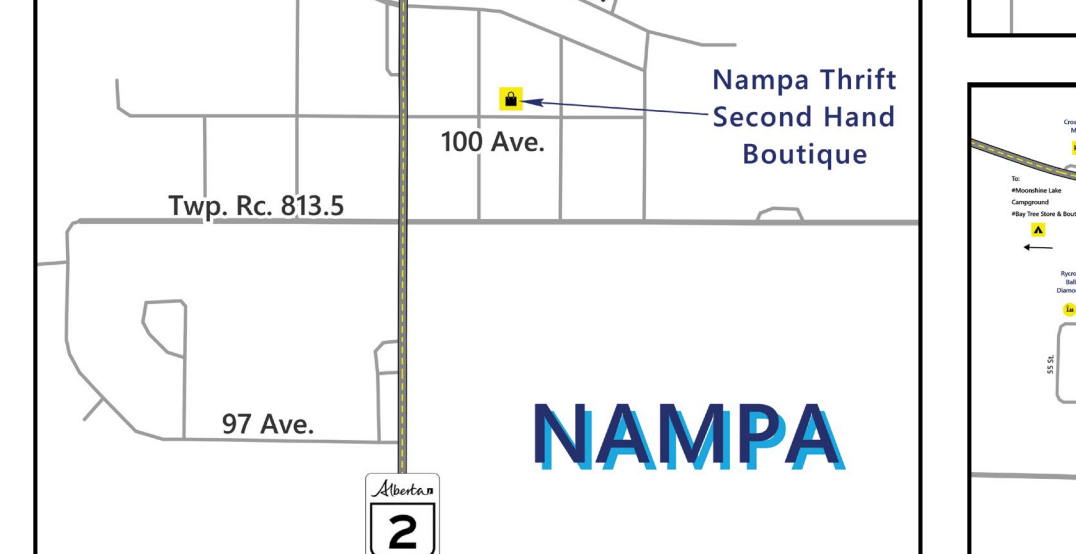 Nampa Thrift
Second Hand
Boutique
100 Ave.
Twp. Rc. 813.5
97 Ave.
NAMPA
Alberta
2
To:
#Moonshine Lake
Campground
#Bay Tree Store & Bout
55 St.